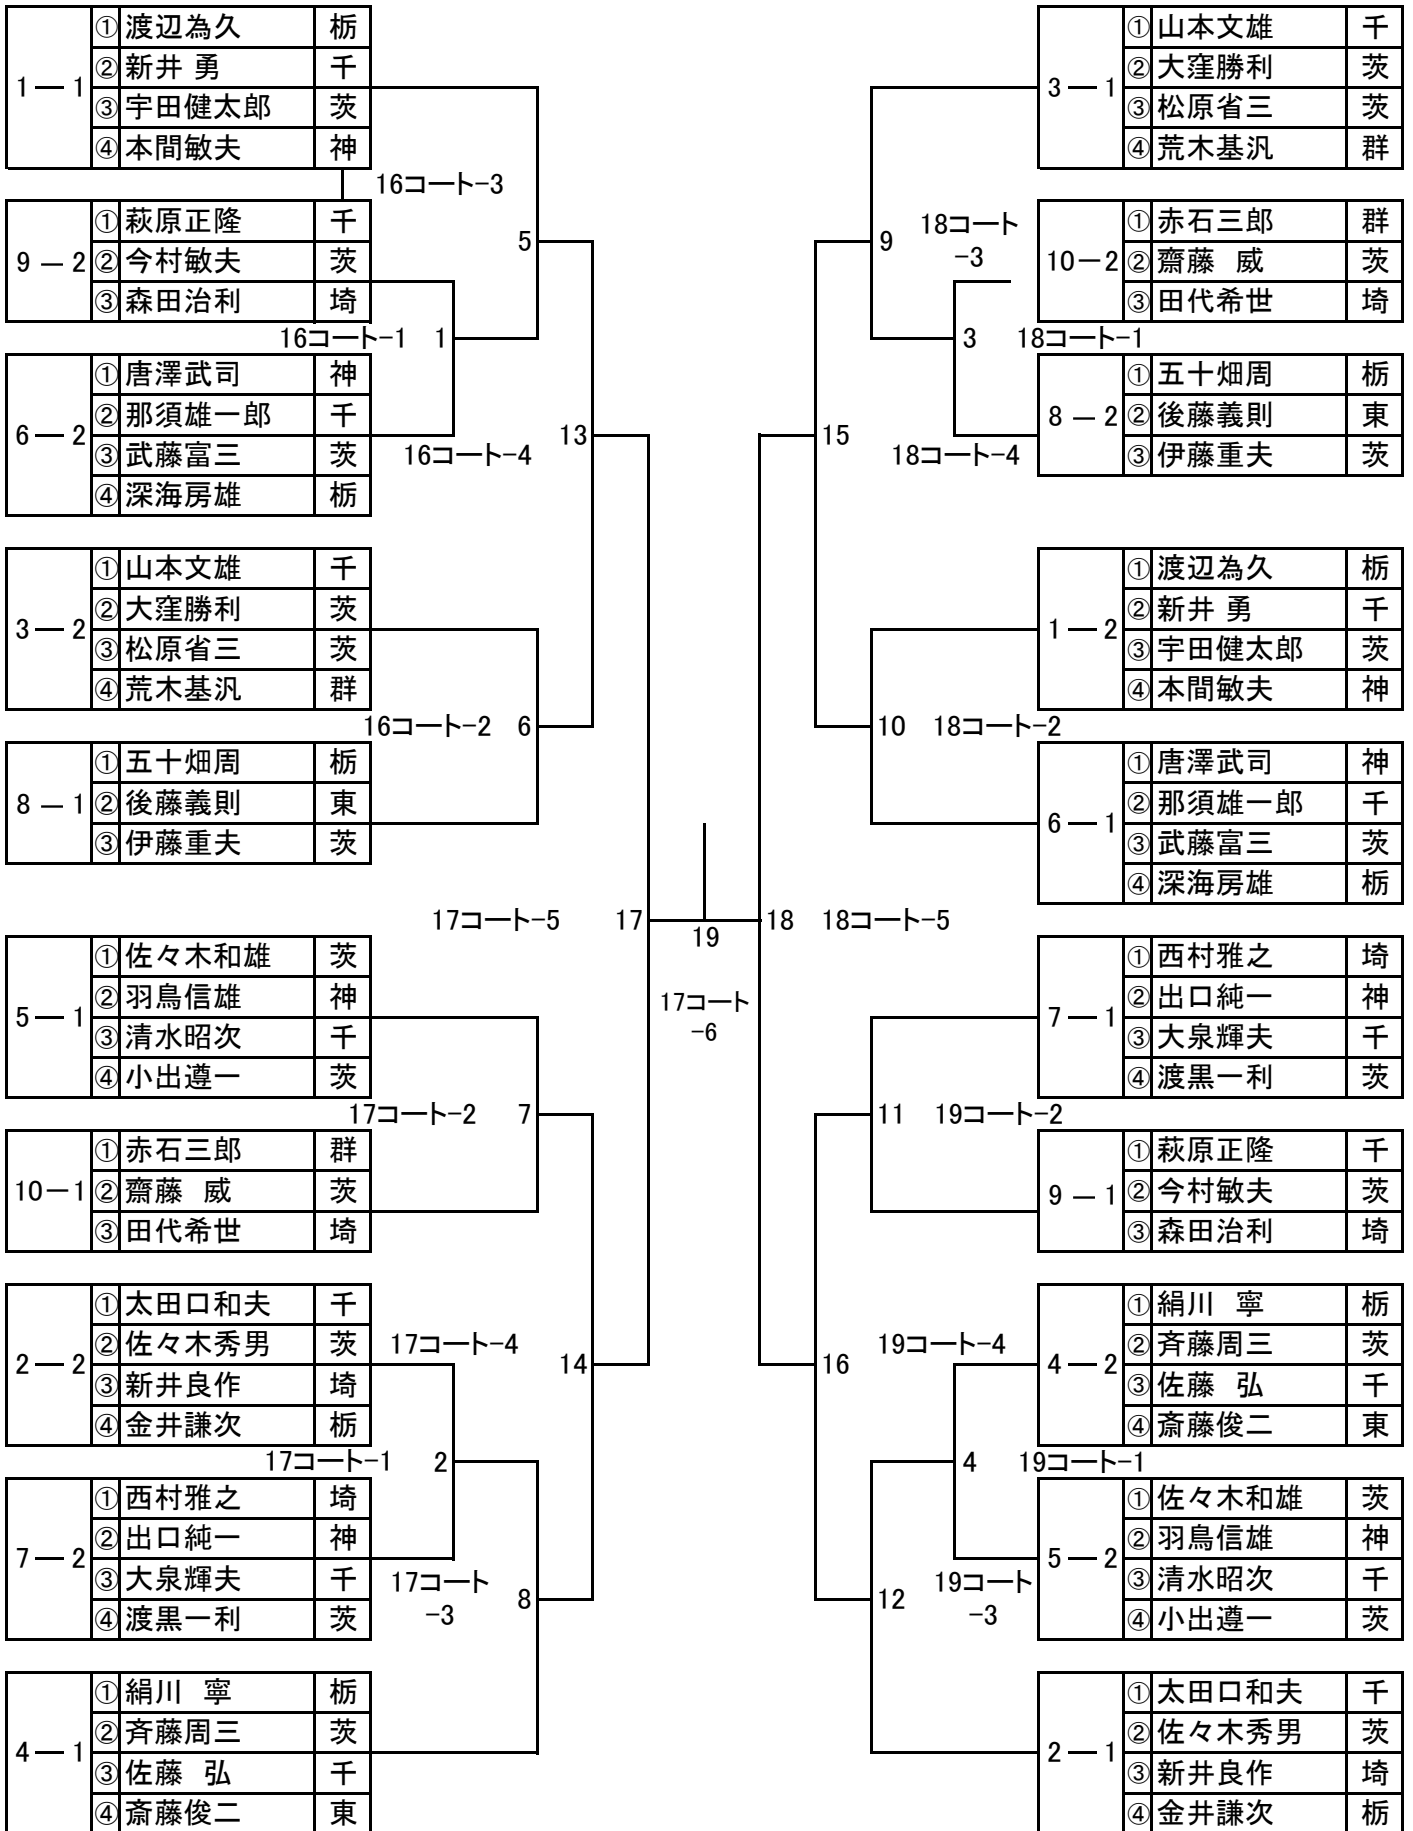 1 — 1
① 渡辺為久 栃
② 新井 勇 千
③ 宇田健太郎 茨
④ 本間敏夫 神
16コート-3
9 — 2
① 萩原正隆 千
② 今村敏夫 茨
③ 森田治利 埼
5
16コート-1 1
6 — 2
① 唐澤武司 神
② 那須雄一郎 千
③ 武藤富三 茨
④ 深海房雄 栃
16コート-4
13
3 — 2
① 山本文雄 千
② 大窪勝利 茨
③ 松原省三 茨
④ 荒木基汎 群
16コート-2 6
8 — 1
① 五十畑周 栃
② 後藤義則 東
③ 伊藤重夫 茨
17コート-5 17
5 — 1
① 佐々木和雄 茨
② 羽鳥信雄 神
③ 清水昭次 千
④ 小出遵一 茨
17コート-2 7
10 — 1
① 赤石三郎 群
② 齋藤 威 茨
③ 田代希世 埼
2 — 2
① 太田口和夫 千
② 佐々木秀男 茨
③ 新井良作 埼
④ 金井謙次 栃
17コート-4
14
17コート-1 2
7 — 2
① 西村雅之 埼
② 出口純一 神
③ 大泉輝夫 千
④ 渡黒一利 茨
17コート
-3
8
4 — 1
① 絹川 寧 栃
② 斉藤周三 茨
③ 佐藤 弘 千
④ 斎藤俊二 東
19
17コート
-6
3 — 1
① 山本文雄 千
② 大窪勝利 茨
③ 松原省三 茨
④ 荒木基汎 群
9
18コート
-3
10 — 2
① 赤石三郎 群
② 齋藤 威 茨
③ 田代希世 埼
3 18コート-1
8 — 2
① 五十畑周 栃
② 後藤義則 東
③ 伊藤重夫 茨
15
18コート-4
1 — 2
① 渡辺為久 栃
② 新井 勇 千
③ 宇田健太郎 茨
④ 本間敏夫 神
10 18コート-2
6 — 1
① 唐澤武司 神
② 那須雄一郎 千
③ 武藤富三 茨
④ 深海房雄 栃
18 18コート-5
7 — 1
① 西村雅之 埼
② 出口純一 神
③ 大泉輝夫 千
④ 渡黒一利 茨
11 19コート-2
9 — 1
① 萩原正隆 千
② 今村敏夫 茨
③ 森田治利 埼
16
19コート-4
4 — 2
① 絹川 寧 栃
② 斉藤周三 茨
③ 佐藤 弘 千
④ 斎藤俊二 東
4 19コート-1
5 — 2
① 佐々木和雄 茨
② 羽鳥信雄 神
③ 清水昭次 千
④ 小出遵一 茨
12
19コート
-3
2 — 1
① 太田口和夫 千
② 佐々木秀男 茨
③ 新井良作 埼
④ 金井謙次 栃